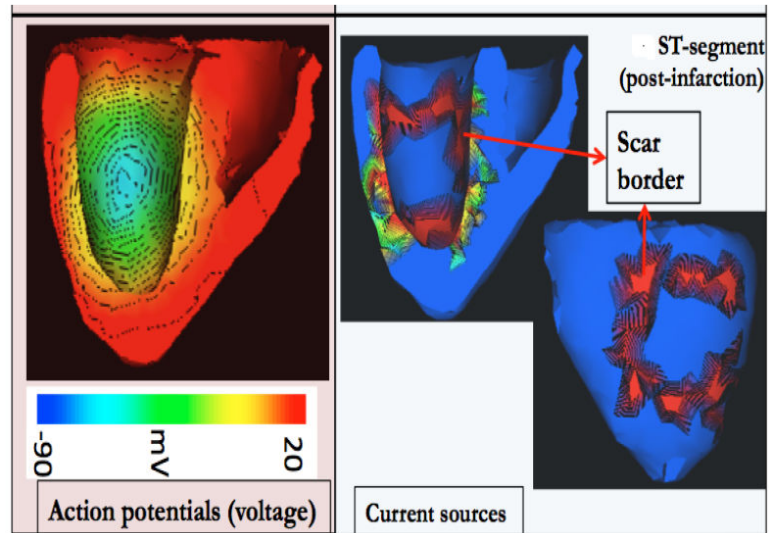 ST-segment
(post-infarction)
Scar
border
-90
mV
20
Action potentials (voltage)
Current sources